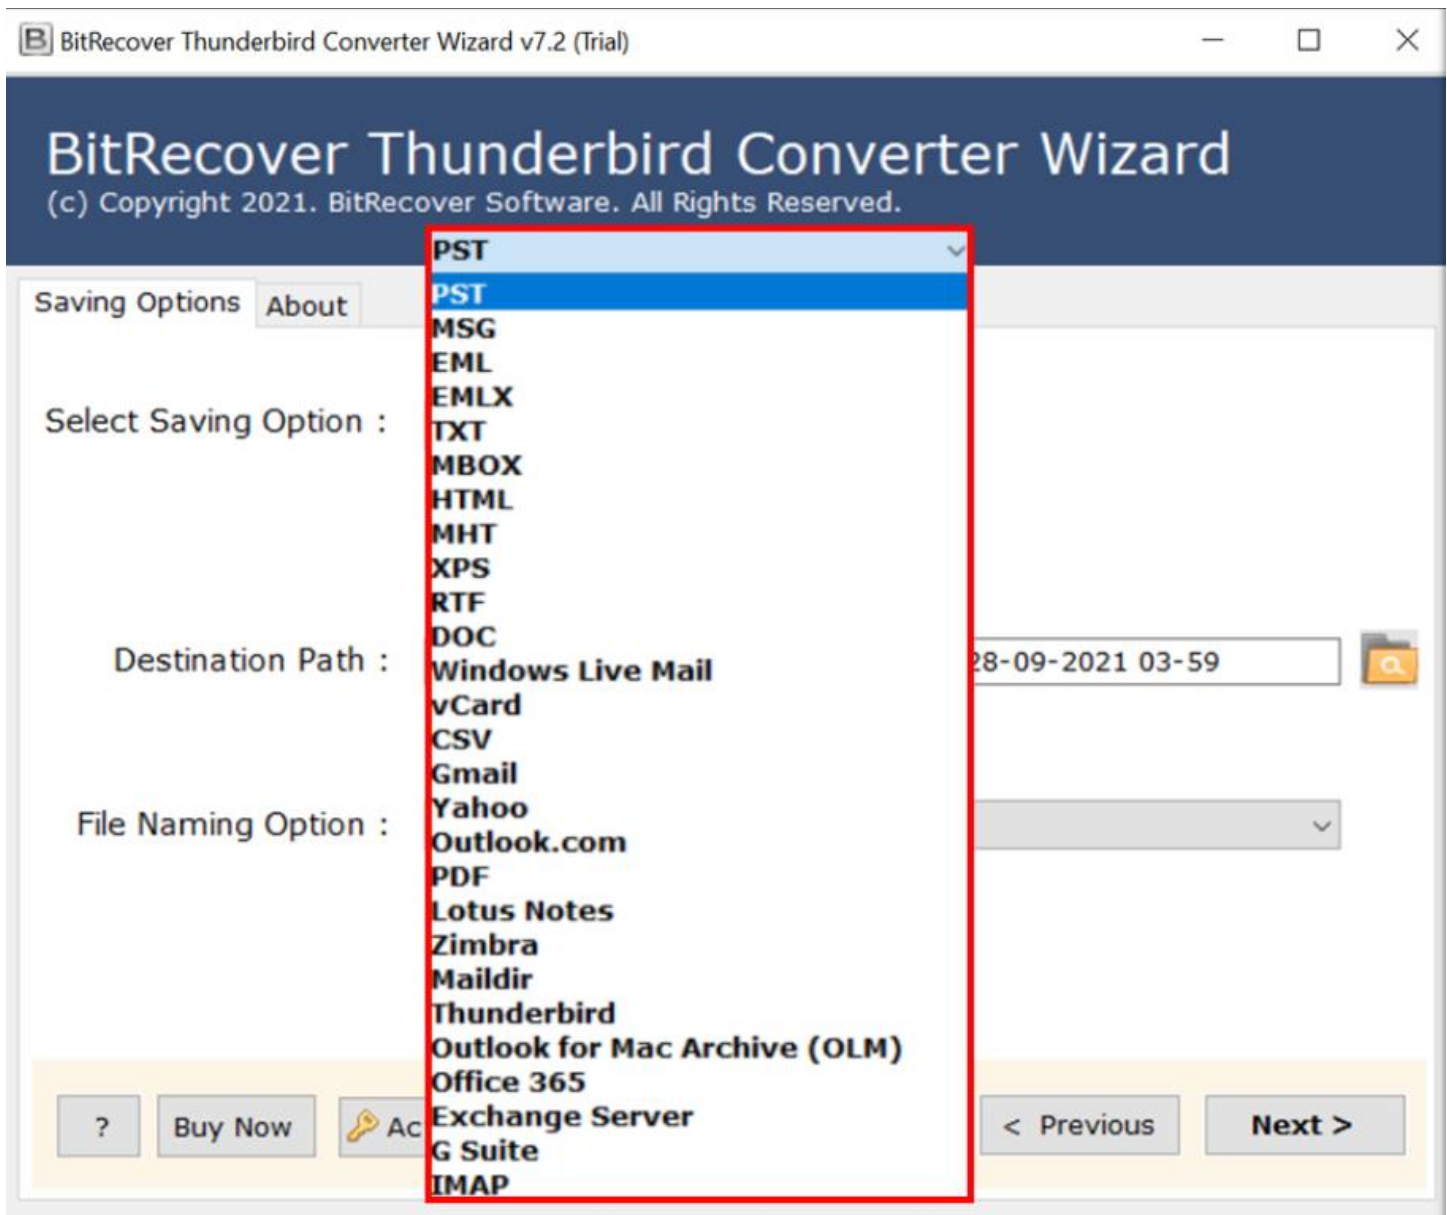 BitRecover Thunderbird Converter Wizard v7.2 (Trial)
BitRecover Thunderbird Converter Wizard
(c) Copyright 2021. BitRecover Software. All Rights Reserved.
PST
Saving Options About
PST
MSG
EML
EMLX
Select Saving Option :
TXT
MBOX
HTML
MHT
XPS
RTF
DOC
Destination Path :
28-09-2021 03-59
Windows Live Mail
vCard
CSV
Gmail
Yahoo
File Naming Option :
Outlook.com
PDF
Lotus Notes
Zimbra
Maildir
Thunderbird
Outlook for Mac Archive (OLM)
Office 365
Exchange Server
G Suite
IMAP
? Buy Now Ac < Previous Next >